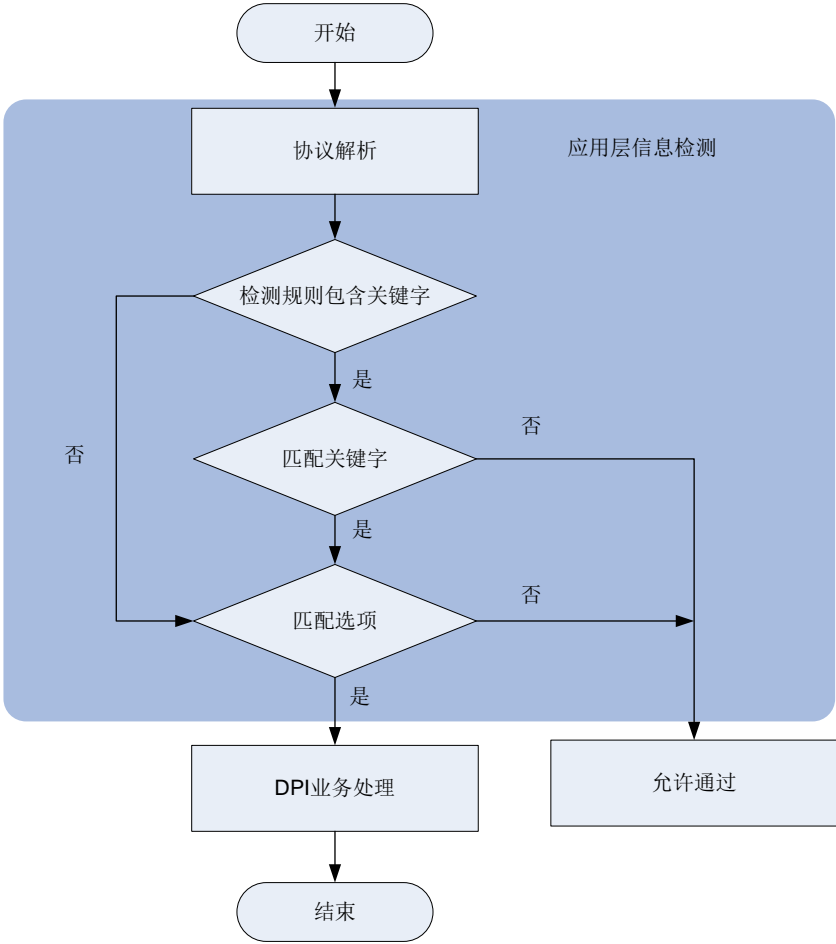 开始
协议解析
应用层信息检测
检测规则包含关键字
是
否
匹配关键字
否
是
匹配选项
否
是
DPI业务处理
允许通过
结束